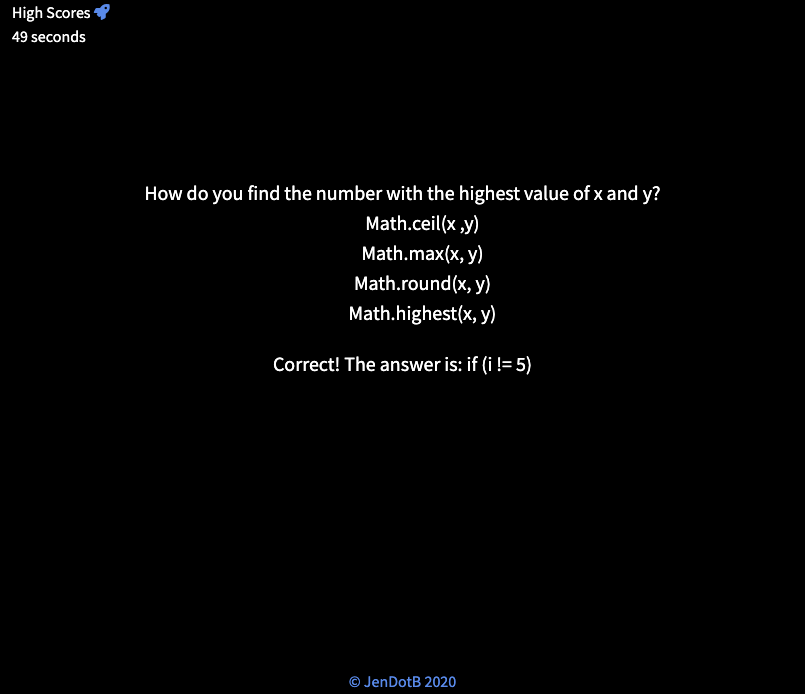 High Scores
49 seconds
How do you find the number with the highest value of x and y?
Math.ceil(x ,y)
Math.max(x, y)
Math.round(x, y)
Math.highest(x, y)
Correct! The answer is: if (i != 5)
© JenDotB 2020